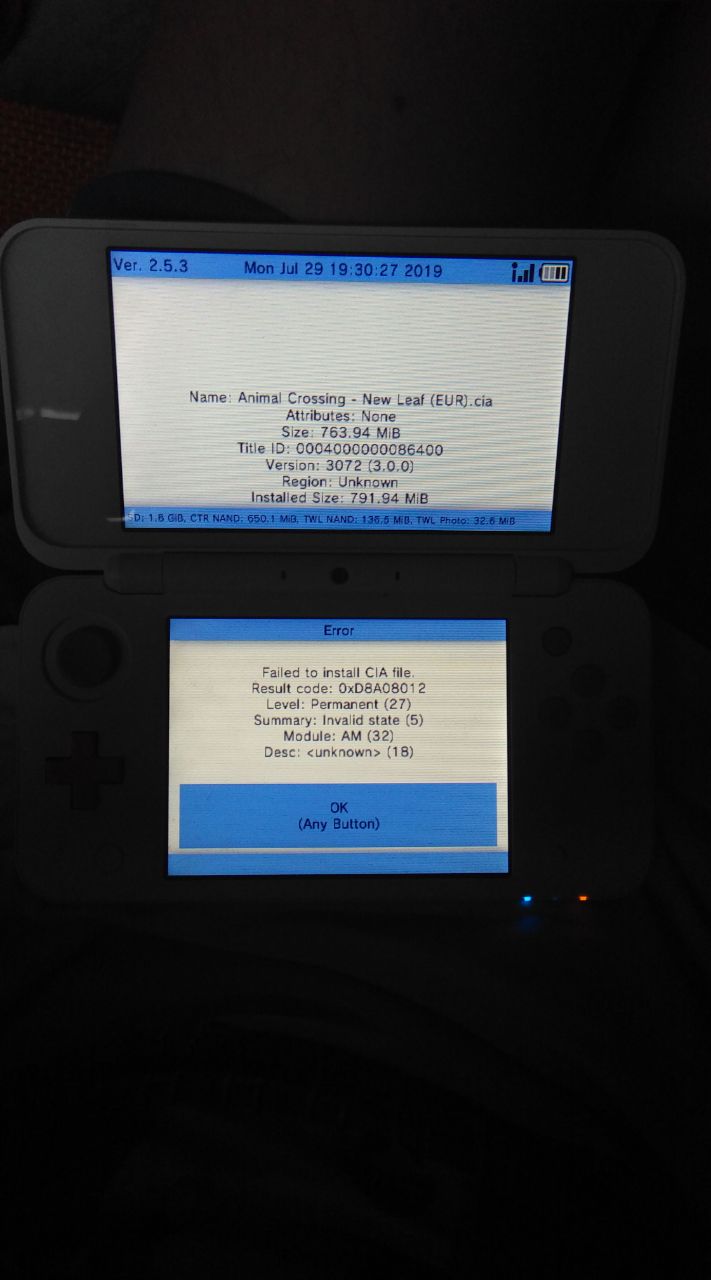 Ver. 2.5.3 Mon Jul 29 19:30:27 2019
Name: Animal Crossing - New Leaf (EUR).cia
Attributes: None
Size: 763.94 MiB
Title ID: 0004000000086400
Version: 3072 (3.0.0)
Region: Unknown
Installed Size: 791.94 MiB
SD: 1.6 GiB, CTR NAND: 650.1 MiB, TWL NAND: 136.5 MiB, TWL Photo: 32.6 MiB
Error
Failed to install CIA file.
Result code: 0xD8A08012
Level: Permanent (27)
Summary: Invalid state (5)
Module: AM (32)
Desc: <unknown> (18)
OK
(Any Button)